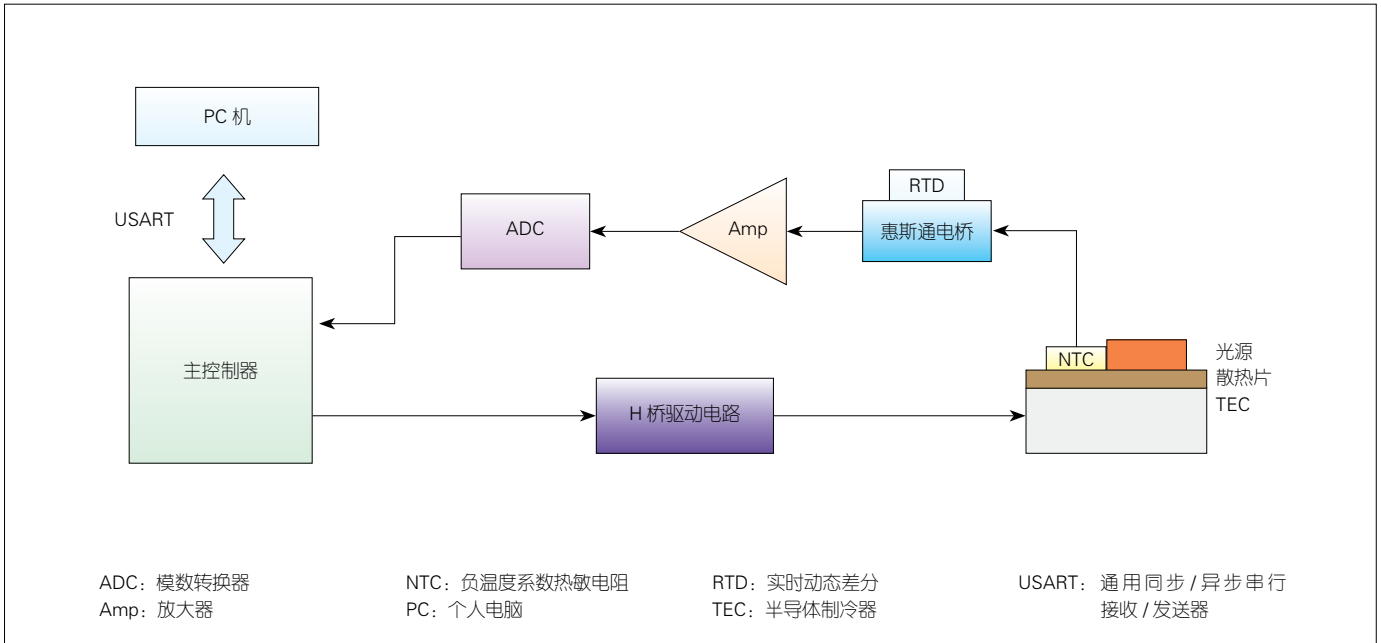 PC 机
USART
RTD
ADC
Amp
惠斯通电桥
主控制器
NTC
光源
散热片
TEC
H 桥驱动电路
ADC：模数转换器
NTC：负温度系数热敏电阻
RTD：实时动态差分
USART：通用同步 / 异步串行
Amp：放大器
PC：个人电脑
TEC：半导体制冷器
接收 / 发送器